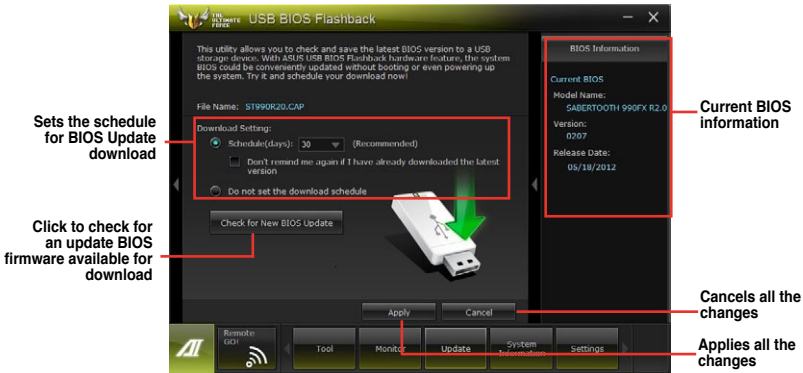 THE
ULTIMATE
FORCE
USB BIOS Flashback
This utility allows you to check and save the latest BIOS version to a USB
storage device. With ASUS USB BIOS Flashback hardware feature, the system
BIOS could be conveniently updated without booting or even powering up
the system. Try it and schedule your download now!
File Name: ST990R20.CAP
Download Setting:
Schedule(days): 30 (Recommended)
Don't remind me again if I have already downloaded the latest
version
Do not set the download schedule
Check for New BIOS Update
Apply
Cancel
BIOS Information
Current BIOS
Model Name:
SABERTOOTH 990FX R2.0
Version:
0207
Release Date:
05/18/2012
Remote
GO!
Tool
Monitor
Update
System
Information
Settings
Sets the schedule
for BIOS Update
download
Click to check for
an update BIOS
firmware available for
download
Current BIOS
information
Cancels all the
changes
Applies all the
changes